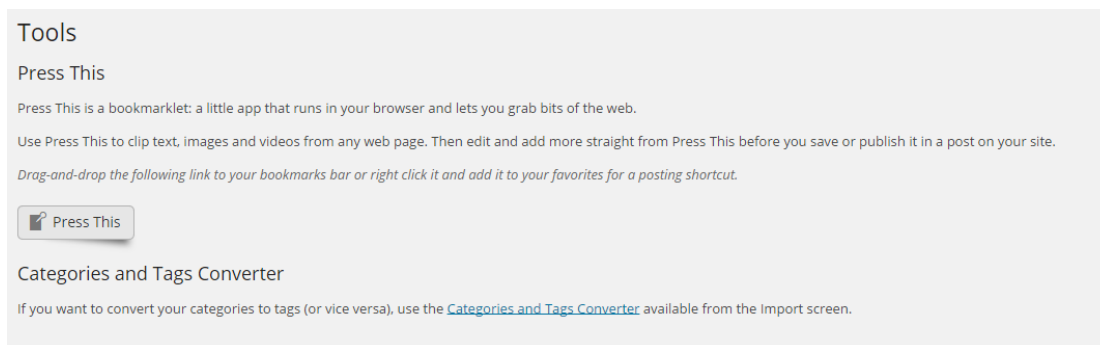 Tools
Press This
Press This is a bookmarklet: a little app that runs in your browser and lets you grab bits of the web.
Use Press This to clip text, images and videos from any web page. Then edit and add more straight from Press This before you save or publish it in a post on your site.
Drag-and-drop the following link to your bookmarks bar or right click it and add it to your favorites for a posting shortcut.
Press This
Categories and Tags Converter
If you want to convert your categories to tags (or vice versa), use the Categories and Tags Converter available from the Import screen.